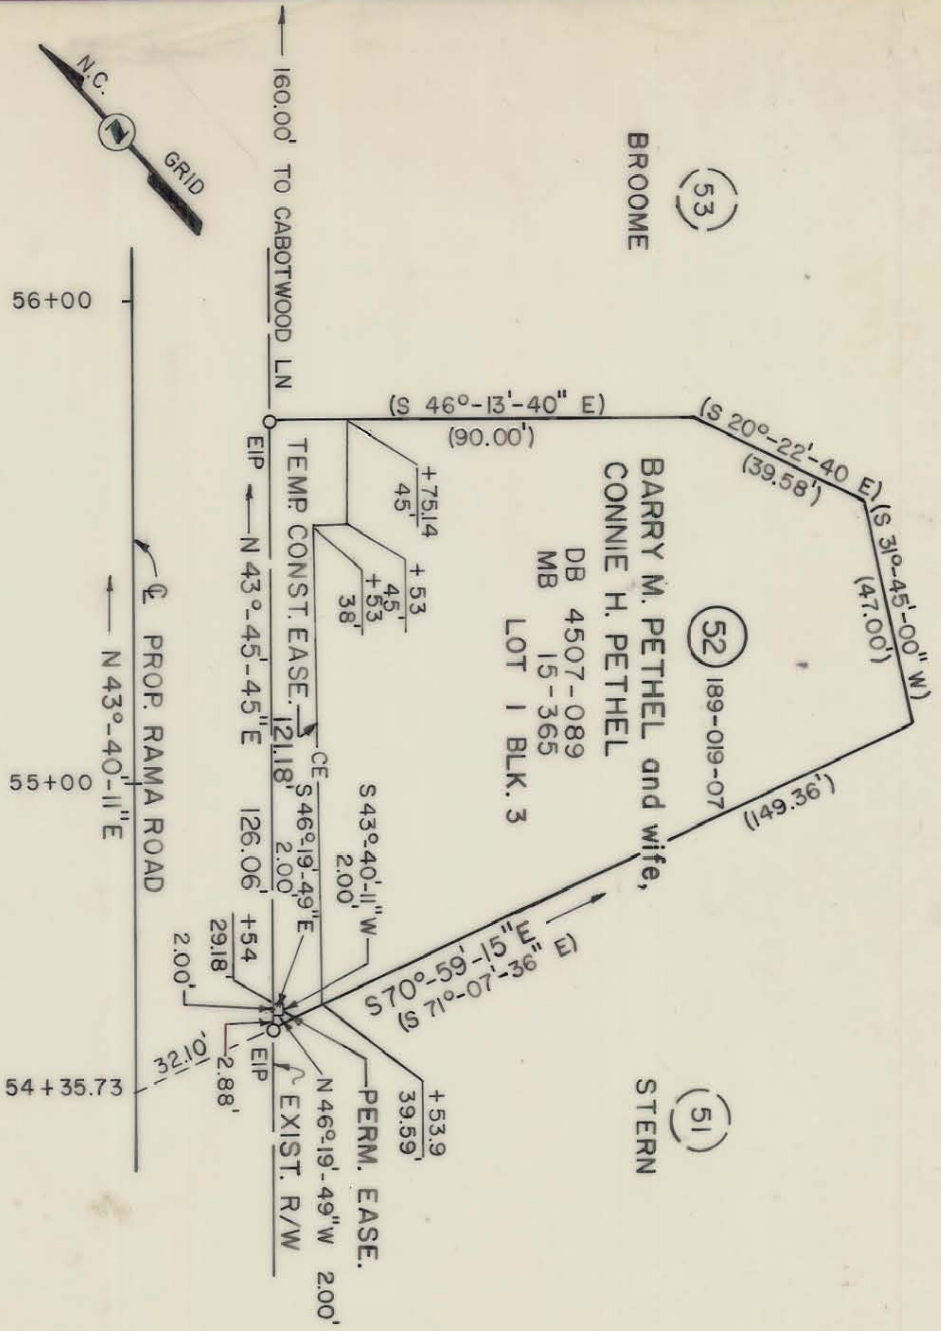 160.00' TO CABOTWOOD LN
N.C.
GRID
N
53
BROOME
56+00
(S 46°-13'-40" E)
(90.00')
(S 20°-22'-40 E)
(39.58')
(S 31°-45'-00" W)
(47.00')
BARRY M. PETHEL and wife,
CONNIE H. PETHEL
DB 4507-089
MB 15-365
LOT 1 BLK. 3
52
189-019-07
(149.36')
S 70°-59'-15" E
(S 71°-07'-36" E)
+75.14
45'
+53
45'
+53
38'
EIP
N 43°-45'-45" E
126.06'
TEMP. CONST. EASE.
121.18'
CE
S 46°-19'-49" E
2.00'
S 43°-40'-11" W
2.00'
℄ PROP. RAMA ROAD
N 43°-40'-11" E
55+00
+54
29.18'
2.00'
32.10'
2.88'
54+35.73
EIP
EXIST. R/W
N 46°-19'-49" W 2.00'
PERM. EASE.
+53.9
39.59'
51
STERN